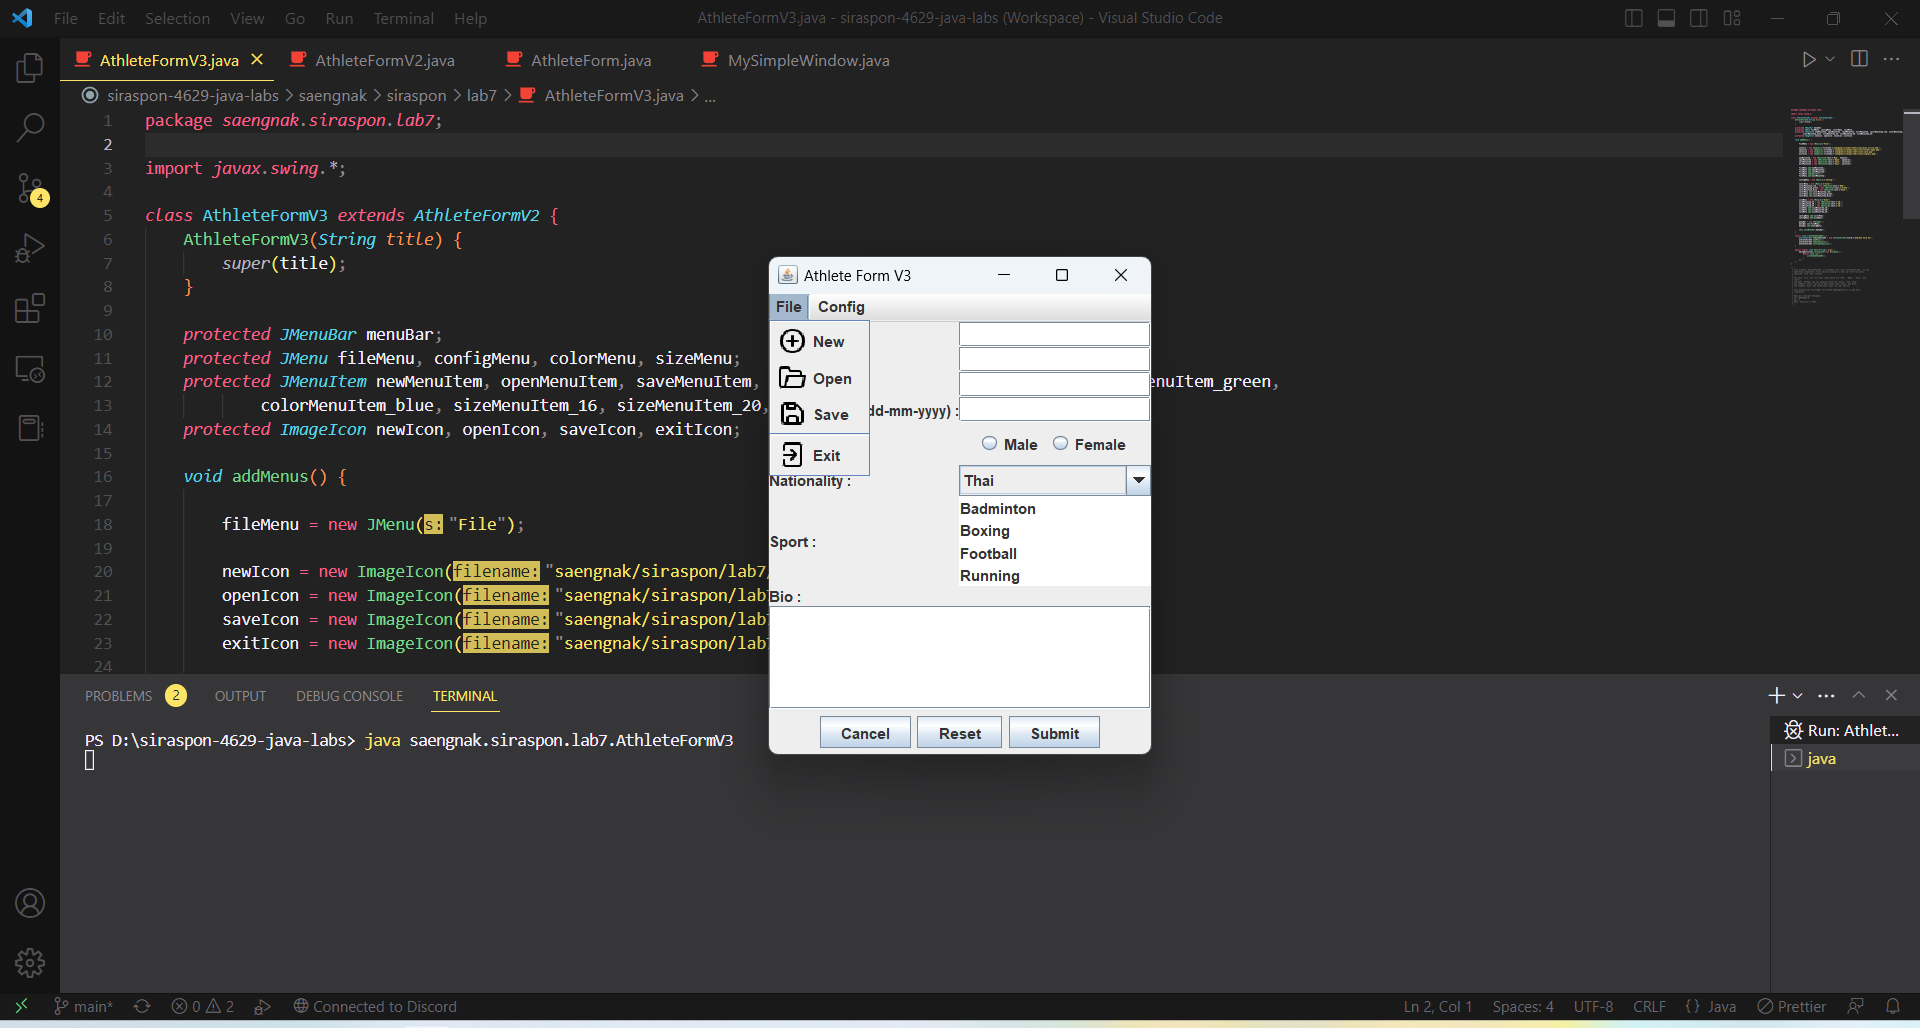 File Edit Selection View Go Run Terminal Help
AthleteFormV3.java - siraspon-4629-java-labs (Workspace) - Visual Studio Code
AthleteFormV3.java
AthleteFormV2.java
AthleteForm.java
MySimpleWindow.java
siraspon-4629-java-labs > saengnak > siraspon > lab7 > AthleteFormV3.java > ...
1 package saengnak.siraspon.lab7;
2
3 import javax.swing.*;
4
5 class AthleteFormV3 extends AthleteFormV2 {
6 AthleteFormV3(String title) {
7 super(title);
8 }
9
10 protected JMenuBar menuBar;
11 protected JMenu fileMenu, configMenu, colorMenu, sizeMenu;
12 protected JMenuItem newMenuItem, openMenuItem, saveMenuItem, enuItem_green,
13 colorMenuItem_blue, sizeMenuItem_16, sizeMenuItem_20,
14 protected ImageIcon newIcon, openIcon, saveIcon, exitIcon;
15
16 void addMenus() {
17
18 fileMenu = new JMenu(s: "File");
19
20 newIcon = new ImageIcon(filename: "saengnak/siraspon/lab7/
21 openIcon = new ImageIcon(filename: "saengnak/siraspon/lab
22 saveIcon = new ImageIcon(filename: "saengnak/siraspon/lab
23 exitIcon = new ImageIcon(filename: "saengnak/siraspon/lab
24
Athlete Form V3
File Config
New
Open
Save
Exit
dd-mm-yyyy) :
Male Female
Nationality : Thai
Sport :
Badminton
Boxing
Football
Running
Bio :
Cancel Reset Submit
PROBLEMS 2 OUTPUT DEBUG CONSOLE TERMINAL
PS D:\siraspon-4629-java-labs> java saengnak.siraspon.lab7.AthleteFormV3
Run: Athlet...
java
4
main* 0 2 Connected to Discord
Ln 2, Col 1 Spaces: 4 UTF-8 CRLF {} Java Prettier